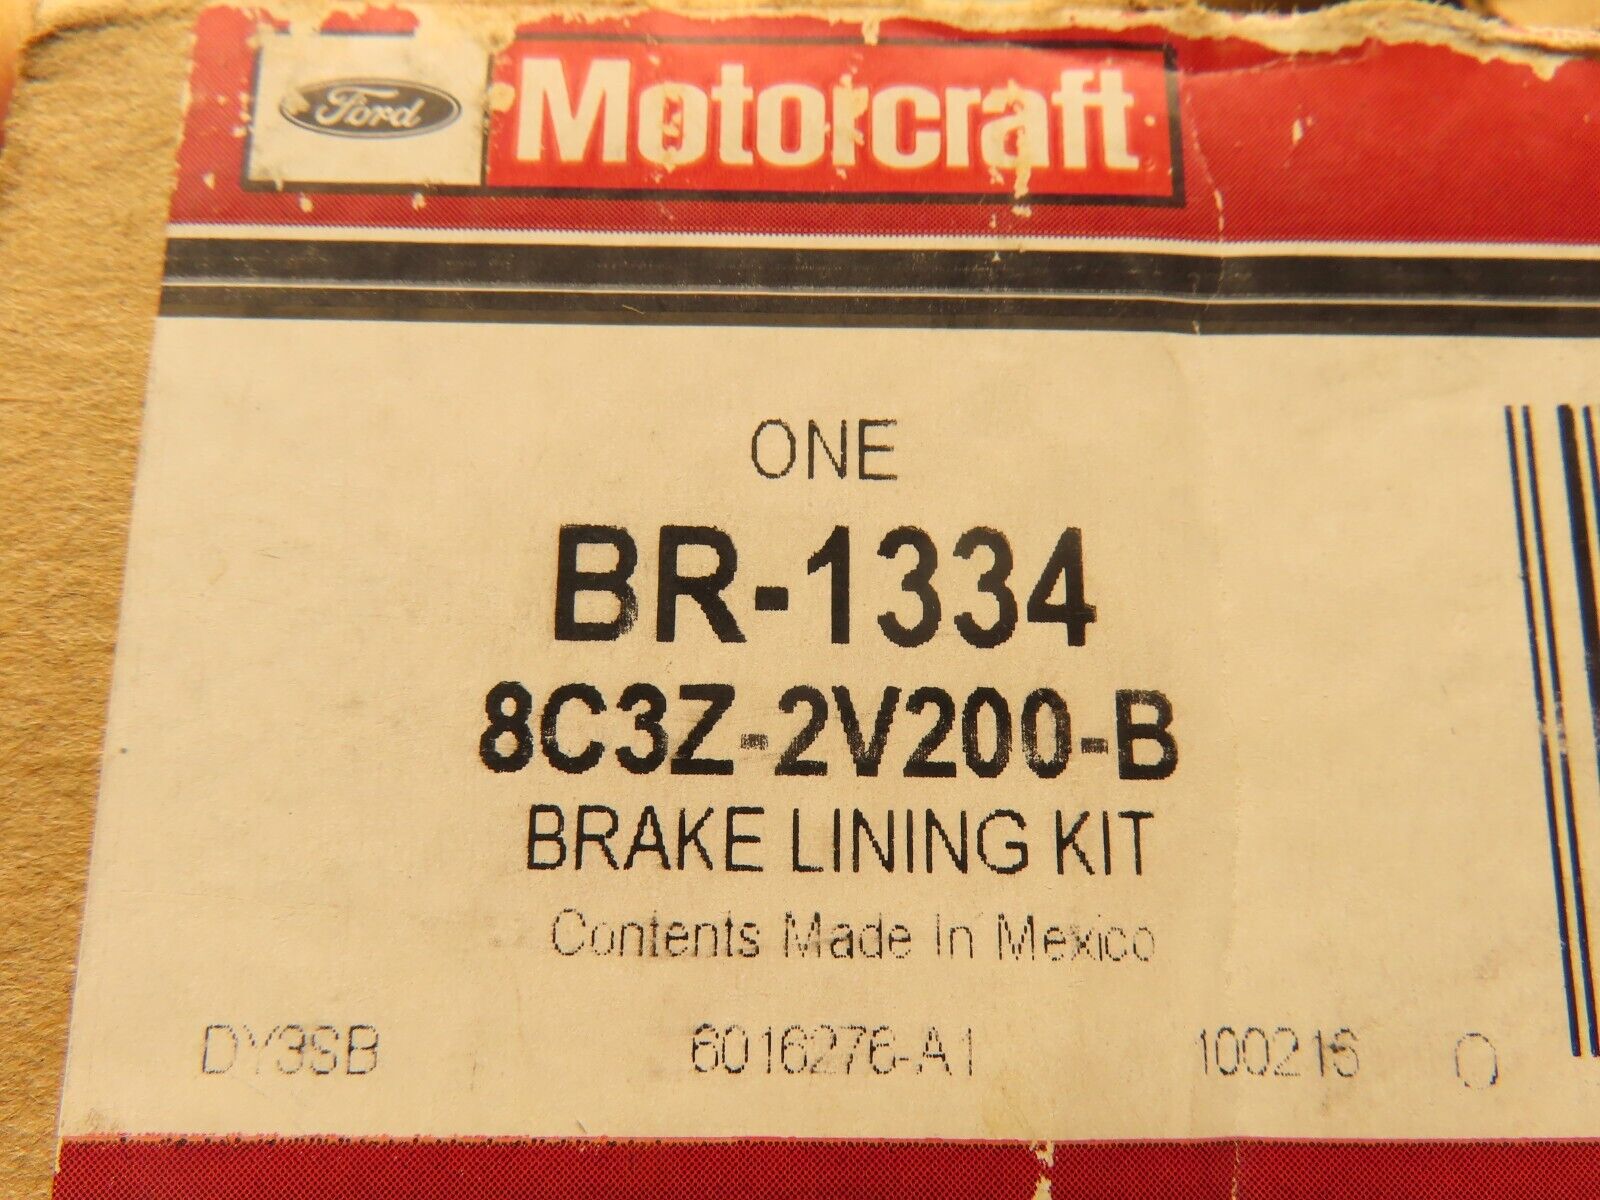 Ford Motorcraft
ONE
BR-1334
8C3Z-2V200-B
BRAKE LINING KIT
Contents Made In Mexico
DY3SB 6016276-A1 100216 O